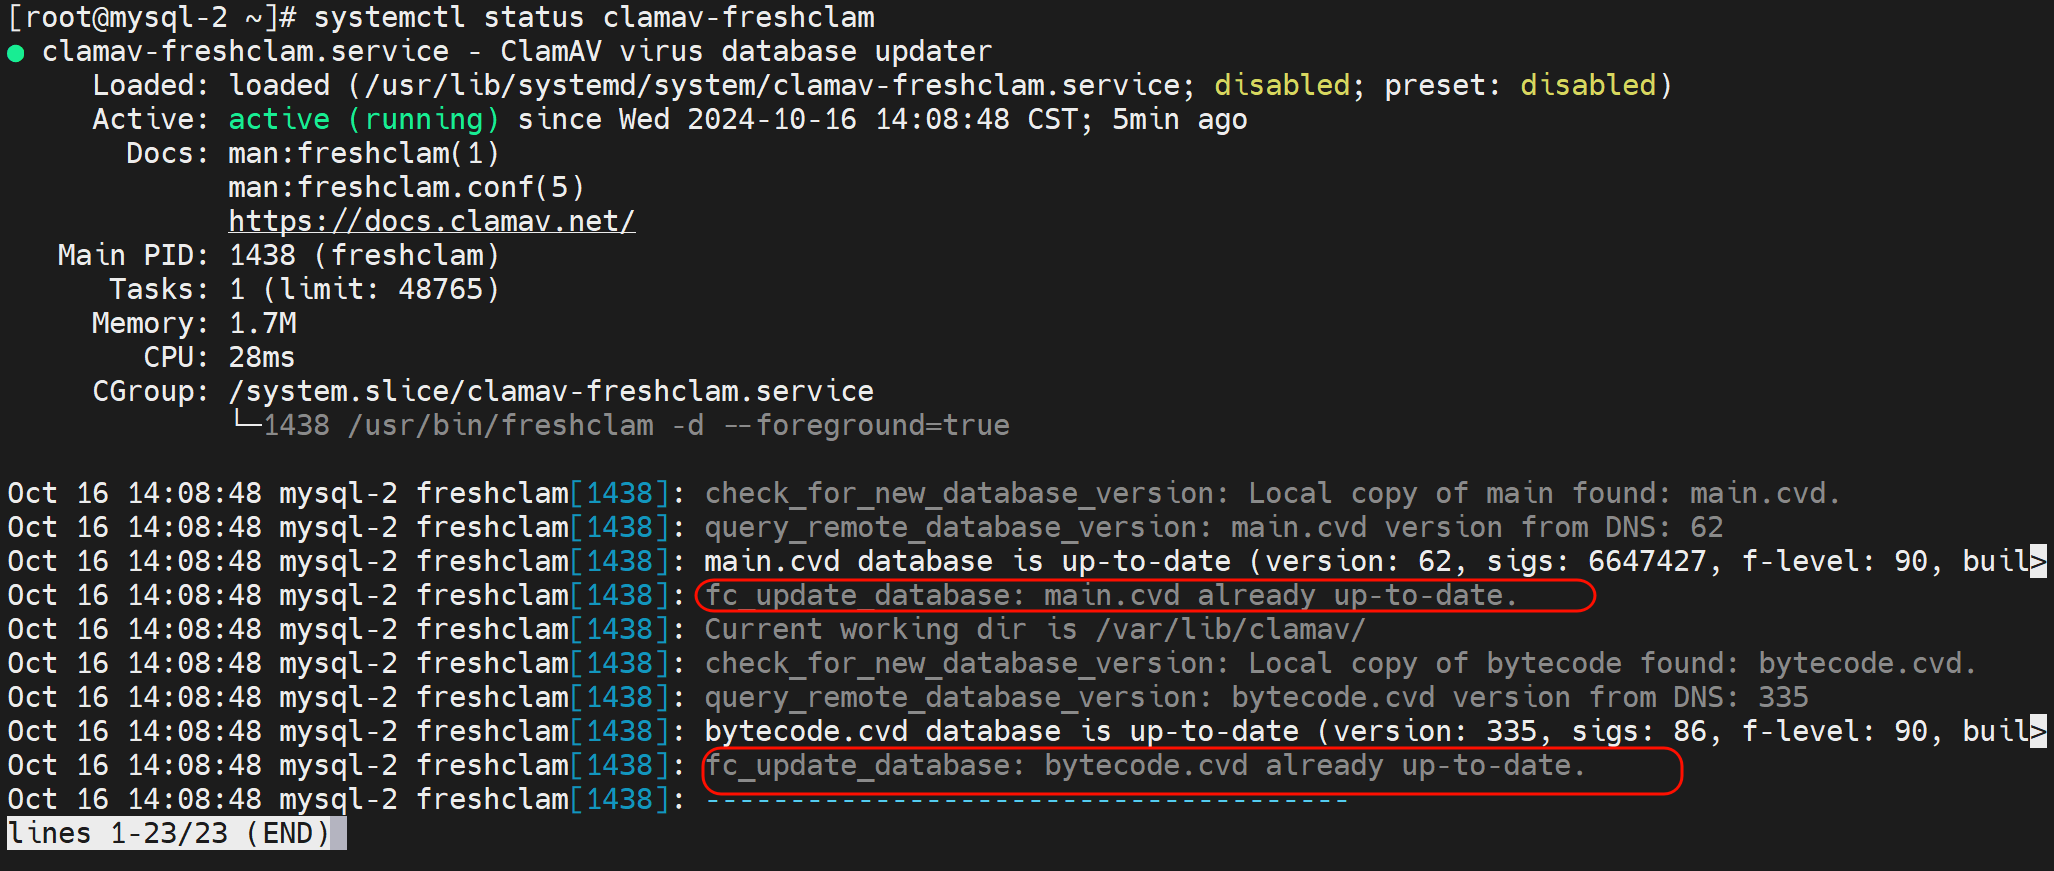 [root@mysql-2 ~]# systemctl status clamav-freshclam
● clamav-freshclam.service - ClamAV virus database updater
Loaded: loaded (/usr/lib/systemd/system/clamav-freshclam.service; disabled; preset: disabled)
Active: active (running) since Wed 2024-10-16 14:08:48 CST; 5min ago
Docs: man:freshclam(1)
man:freshclam.conf(5)
https://docs.clamav.net/
Main PID: 1438 (freshclam)
Tasks: 1 (limit: 48765)
Memory: 1.7M
CPU: 28ms
CGroup: /system.slice/clamav-freshclam.service
└─1438 /usr/bin/freshclam -d --foreground=true
Oct 16 14:08:48 mysql-2 freshclam[1438]: check_for_new_database_version: Local copy of main found: main.cvd.
Oct 16 14:08:48 mysql-2 freshclam[1438]: query_remote_database_version: main.cvd version from DNS: 62
Oct 16 14:08:48 mysql-2 freshclam[1438]: main.cvd database is up-to-date (version: 62, sigs: 6647427, f-level: 90, buil>
Oct 16 14:08:48 mysql-2 freshclam[1438]: fc_update_database: main.cvd already up-to-date.
Oct 16 14:08:48 mysql-2 freshclam[1438]: Current working dir is /var/lib/clamav/
Oct 16 14:08:48 mysql-2 freshclam[1438]: check_for_new_database_version: Local copy of bytecode found: bytecode.cvd.
Oct 16 14:08:48 mysql-2 freshclam[1438]: query_remote_database_version: bytecode.cvd version from DNS: 335
Oct 16 14:08:48 mysql-2 freshclam[1438]: bytecode.cvd database is up-to-date (version: 335, sigs: 86, f-level: 90, buil>
Oct 16 14:08:48 mysql-2 freshclam[1438]: fc_update_database: bytecode.cvd already up-to-date.
Oct 16 14:08:48 mysql-2 freshclam[1438]: --------------------------------------
lines 1-23/23 (END)